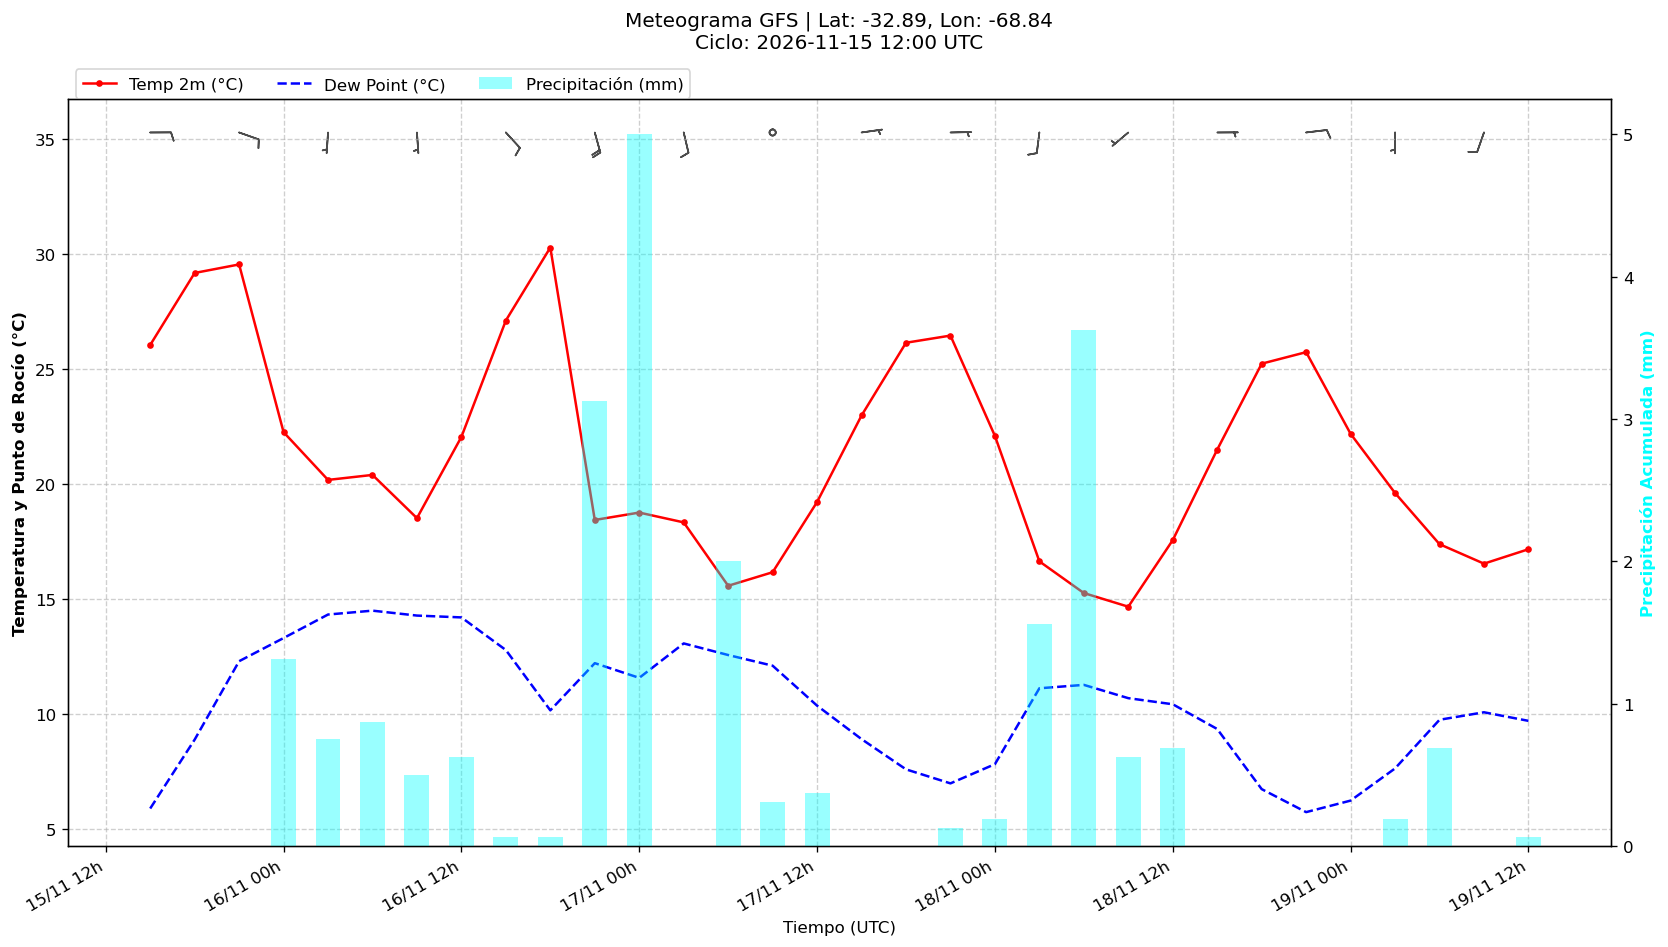 Meteograma GFS | Lat: -32.89, Lon: -68.84
Ciclo: 2026-11-15 12:00 UTC
Temp 2m (°C)
Dew Point (°C)
Precipitación (mm)
Temperatura y Punto de Rocío (°C)
35
30
25
20
15
10
5
5
4
3
2
1
0
Precipitación Acumulada (mm)
15/11 12h
16/11 00h
16/11 12h
17/11 00h
17/11 12h
18/11 00h
18/11 12h
19/11 00h
19/11 12h
Tiempo (UTC)